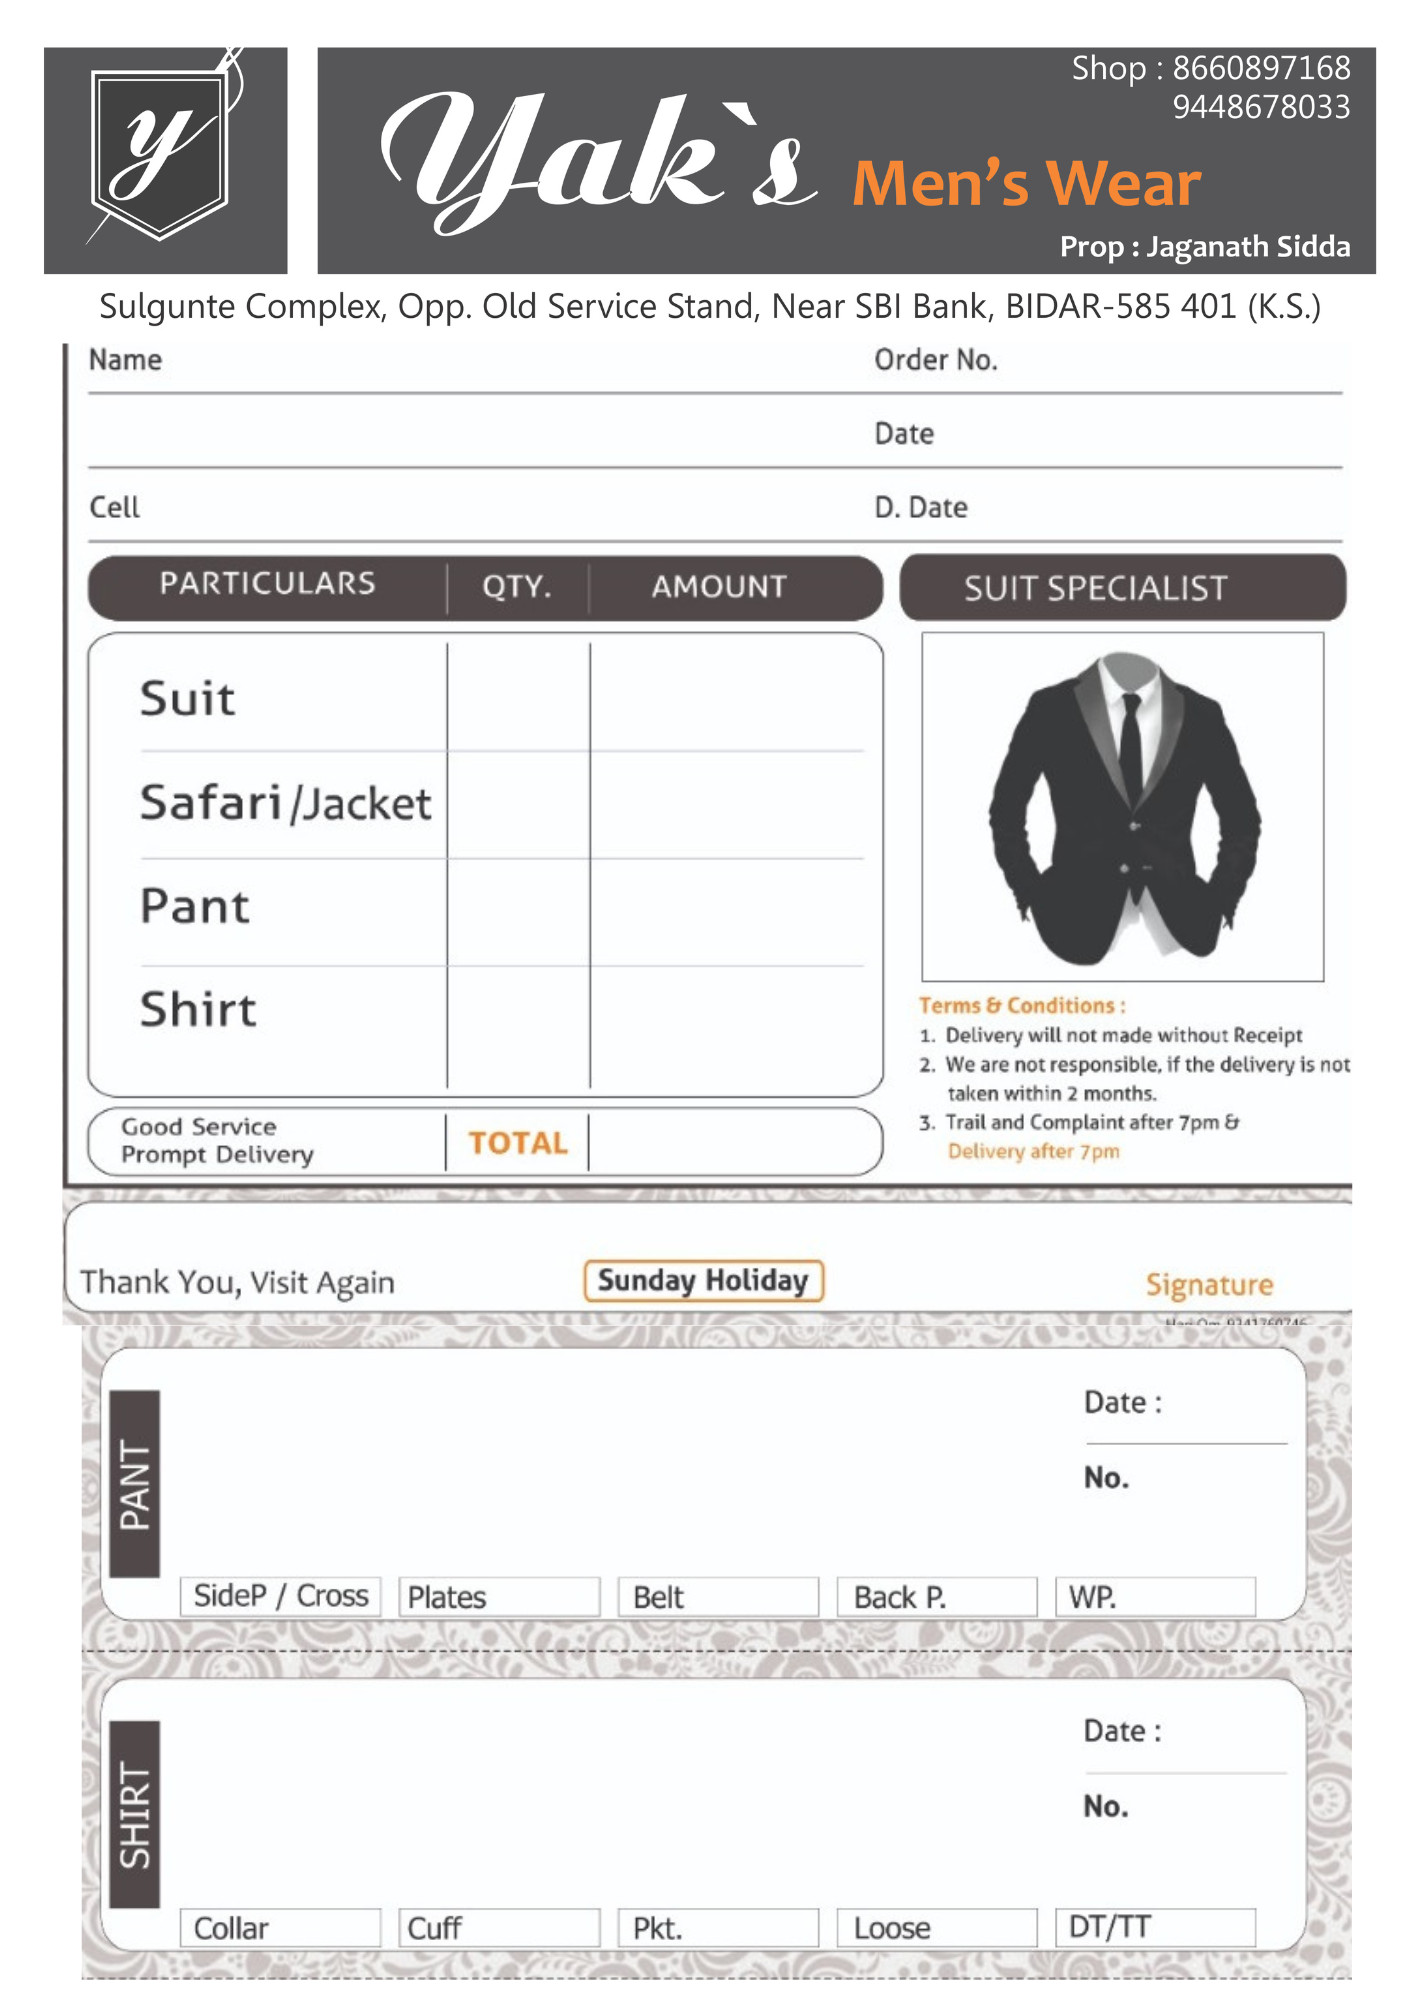 y
Shop : 8660897168
9448678033
Yak`s Men's Wear
Prop : Jaganath Sidda
Sulgunte Complex, Opp. Old Service Stand, Near SBI Bank, BIDAR-585 401 (K.S.)
Name Order No.
Date
Cell D. Date
PARTICULARS QTY. AMOUNT SUIT SPECIALIST
Suit
Safari/Jacket
Pant
Shirt
Terms & Conditions :
1. Delivery will not made without Receipt
2. We are not responsible, if the delivery is not
taken within 2 months.
3. Trail and Complaint after 7pm &
Delivery after 7pm
Good Service
Prompt Delivery
TOTAL
Thank You, Visit Again Sunday Holiday Signature
Hari Om 9341760746
PANT
Date :
No.
SideP / Cross Plates Belt Back P. WP.
SHIRT
Date :
No.
Collar Cuff Pkt. Loose DT/TT